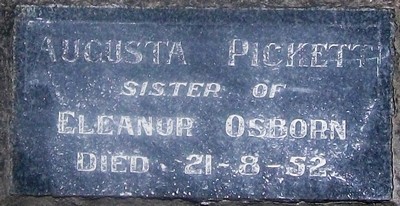 AUGUSTA PICKETT
SISTER OF
ELEANOR OSBORN
DIED 21-8-52